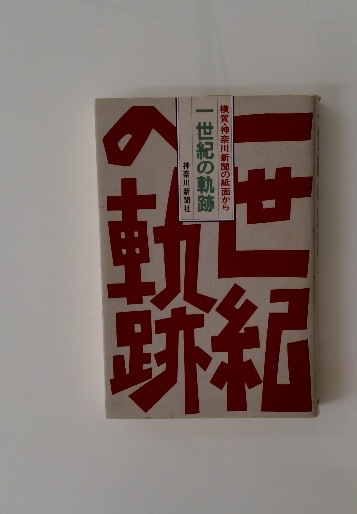 一世紀
の軌跡
横貿・神奈川新聞の紙面から
一世紀の軌跡
神奈川新聞社